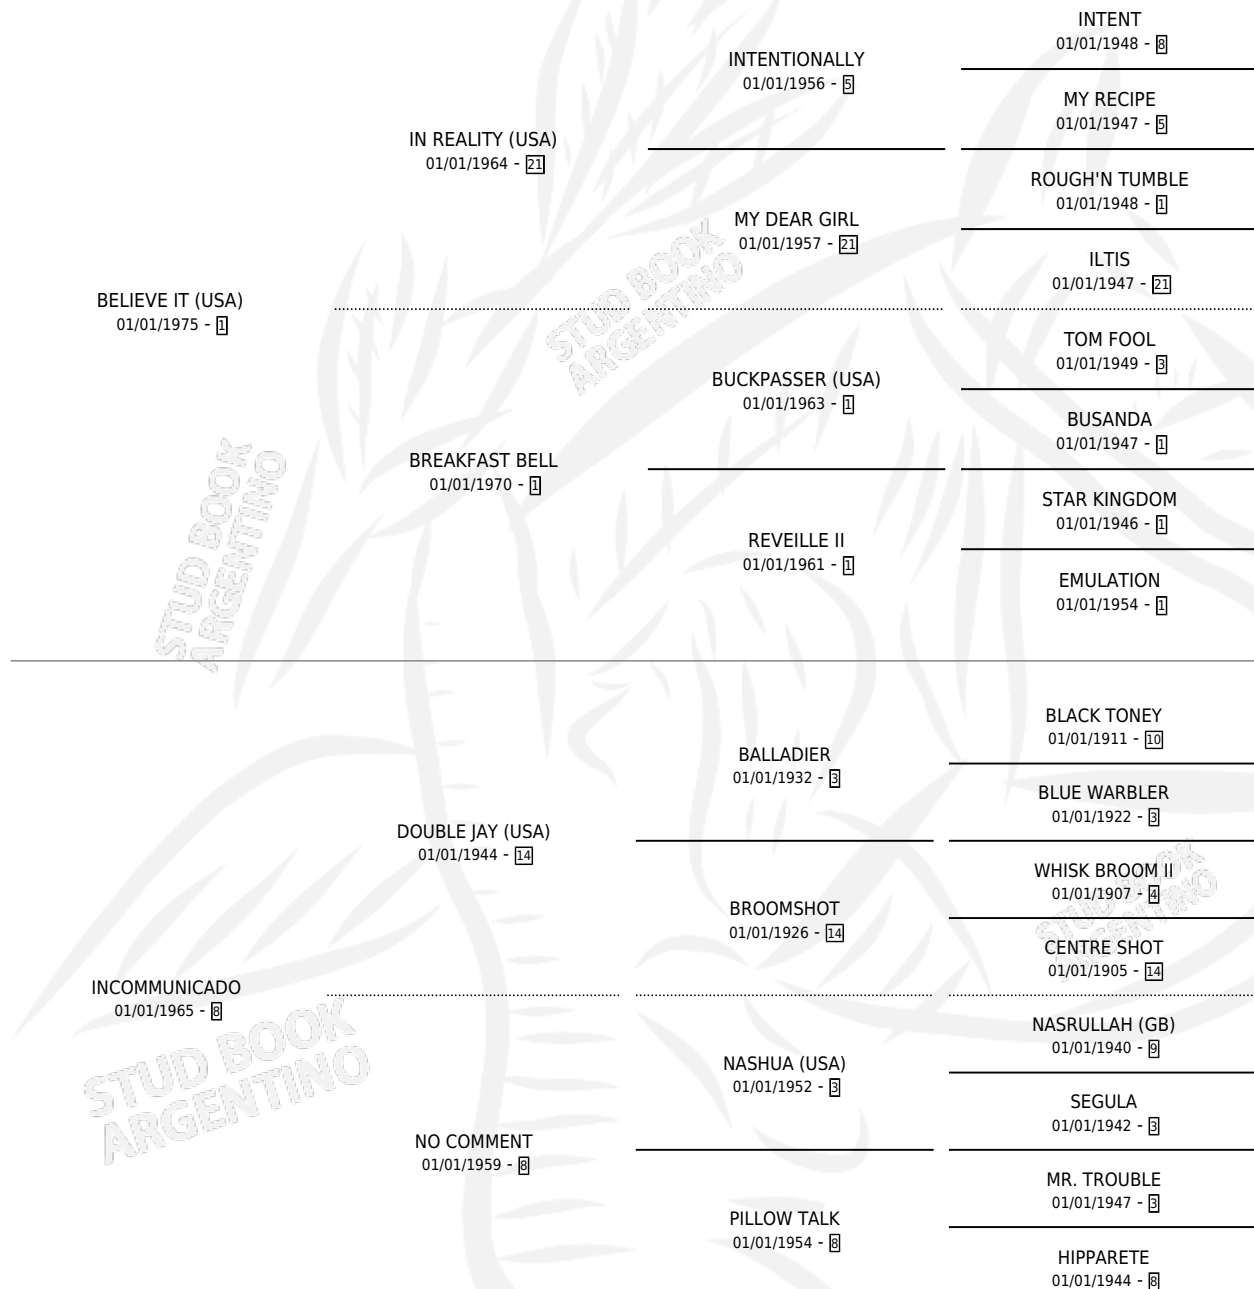 BELIEVE IT (USA)
01/01/1975 - 1
IN REALITY (USA)
01/01/1964 - 21
INTENTIONALLY
01/01/1956 - 5
INTENT
01/01/1948 - 8
MY RECIPE
01/01/1947 - 5
MY DEAR GIRL
01/01/1957 - 21
ROUGH'N TUMBLE
01/01/1948 - 1
ILTIS
01/01/1947 - 21
BREAKFAST BELL
01/01/1970 - 1
BUCKPASSER (USA)
01/01/1963 - 1
TOM FOOL
01/01/1949 - 3
BUSANDA
01/01/1947 - 1
REVEILLE II
01/01/1961 - 1
STAR KINGDOM
01/01/1946 - 1
EMULATION
01/01/1954 - 1
INCOMMUNICADO
01/01/1965 - 8
DOUBLE JAY (USA)
01/01/1944 - 14
BALLADIER
01/01/1932 - 3
BLACK TONEY
01/01/1911 - 10
BLUE WARBLER
01/01/1922 - 3
BROOMSHOT
01/01/1926 - 14
WHISK BROOM II
01/01/1907 - 4
CENTRE SHOT
01/01/1905 - 14
NO COMMENT
01/01/1959 - 8
NASHUA (USA)
01/01/1952 - 3
NASRULLAH (GB)
01/01/1940 - 9
SEGULA
01/01/1942 - 3
PILLOW TALK
01/01/1954 - 8
MR. TROUBLE
01/01/1947 - 3
HIPPARETE
01/01/1944 - 8
STUD BOOK
ARGENTINO
STUD BOOK
ARGENTINO
STUD BOOK
ARGENTINO
STUD BOOK
ARGENTINO